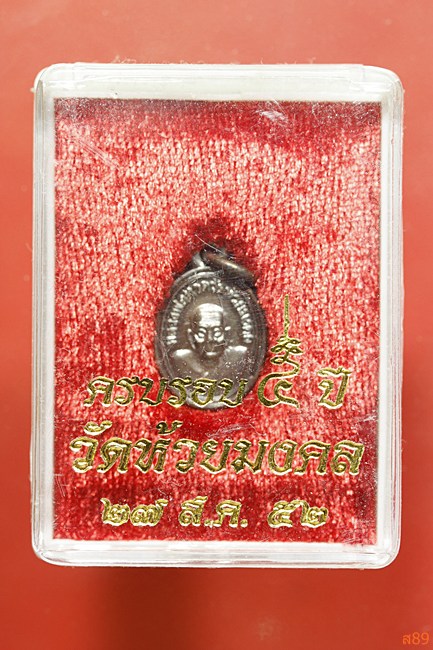 ครบรอบ ๕ ปี
วัดห้วยมงคล
๒๗ ส.ค. ๕๒
ส89